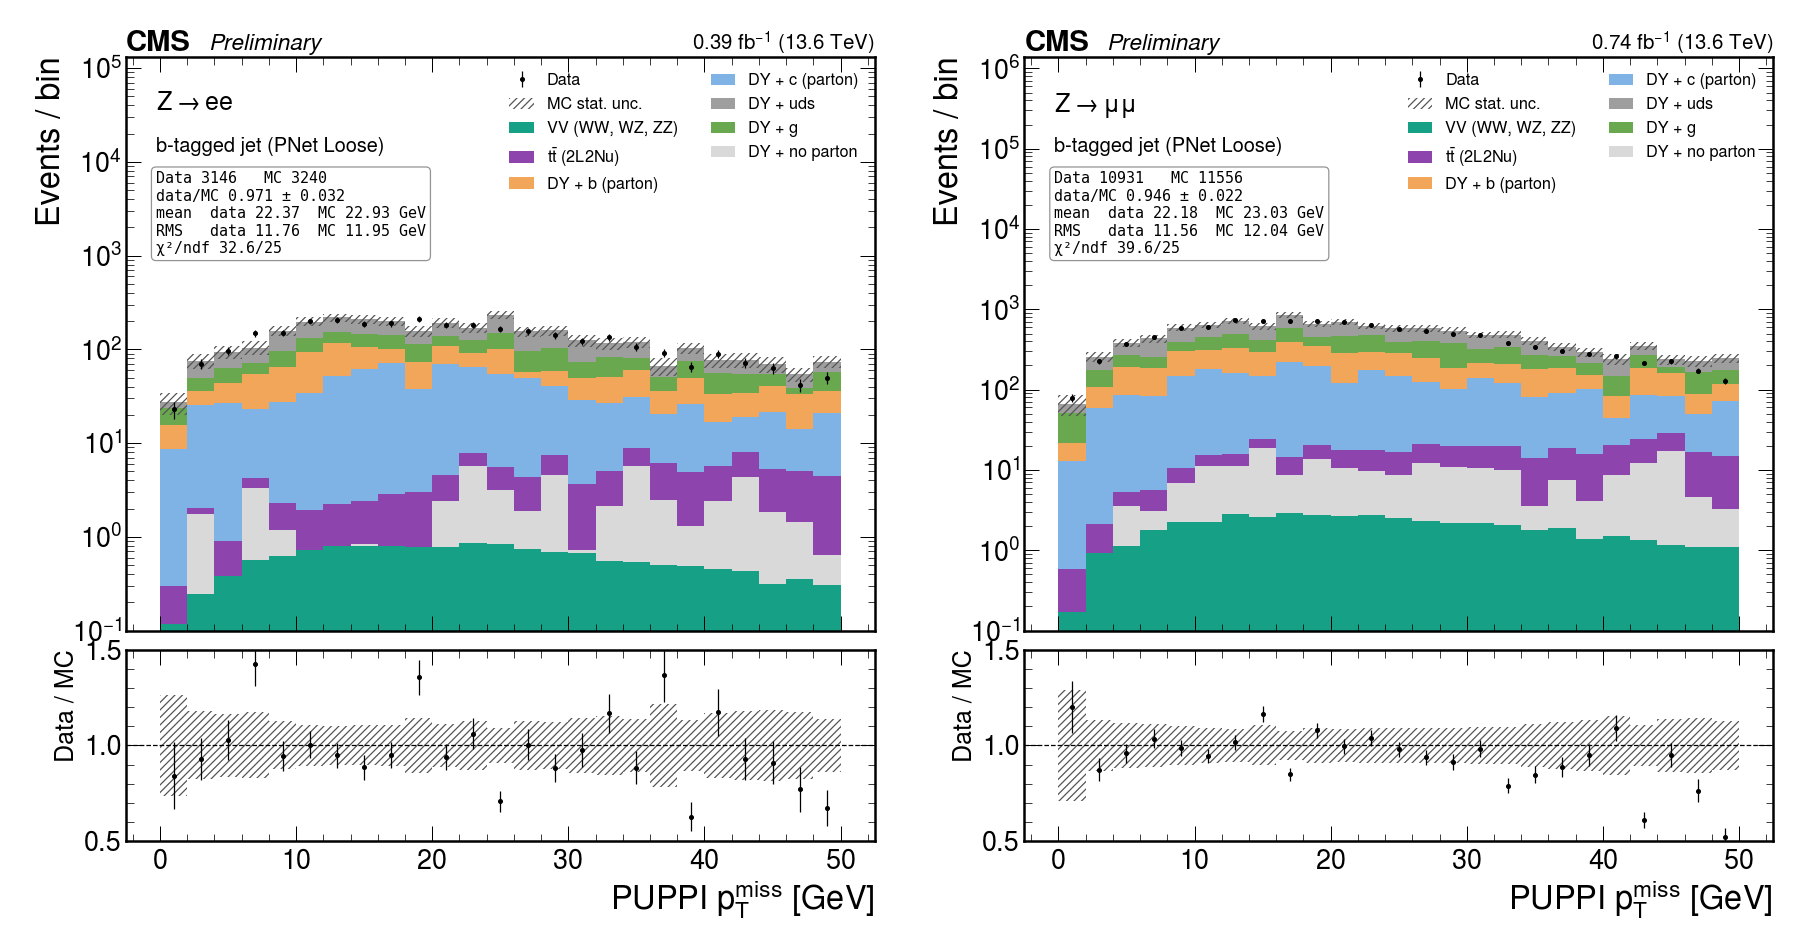 CMS Preliminary 0.39 fb⁻¹ (13.6 TeV)
Events / bin
10⁵
10⁴
10³
10²
10¹
10⁰
10⁻¹
Z → ee
b-tagged jet (PNet Loose)
Data 3146 MC 3240
data/MC 0.971 ± 0.032
mean data 22.37 MC 22.93 GeV
RMS data 11.76 MC 11.95 GeV
χ²/ndf 32.6/25
Data
MC stat. unc.
VV (WW, WZ, ZZ)
tt̄ (2L2Nu)
DY + b (parton)
DY + c (parton)
DY + uds
DY + g
DY + no parton
Data / MC
1.5
1.0
0.5
0 10 20 30 40 50
PUPPI p_T^miss [GeV]
CMS Preliminary 0.74 fb⁻¹ (13.6 TeV)
Events / bin
10⁶
10⁵
10⁴
10³
10²
10¹
10⁰
10⁻¹
Z → μμ
b-tagged jet (PNet Loose)
Data 10931 MC 11556
data/MC 0.946 ± 0.022
mean data 22.18 MC 23.03 GeV
RMS data 11.56 MC 12.04 GeV
χ²/ndf 39.6/25
Data
MC stat. unc.
VV (WW, WZ, ZZ)
tt̄ (2L2Nu)
DY + b (parton)
DY + c (parton)
DY + uds
DY + g
DY + no parton
Data / MC
1.5
1.0
0.5
0 10 20 30 40 50
PUPPI p_T^miss [GeV]